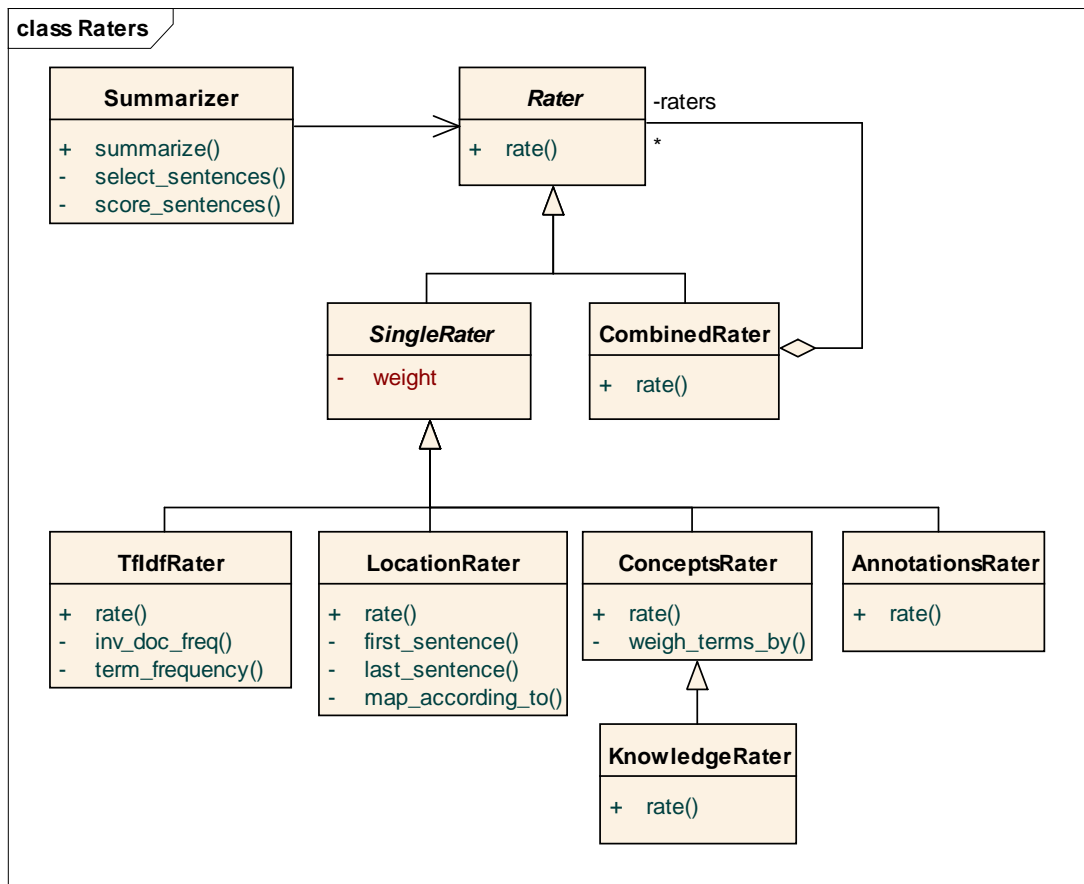 class Raters
Summarizer
+ summarize()
- select_sentences()
- score_sentences()
Rater
+ rate()
-raters
*
SingleRater
- weight
CombinedRater
+ rate()
TfIdfRater
+ rate()
- inv_doc_freq()
- term_frequency()
LocationRater
+ rate()
- first_sentence()
- last_sentence()
- map_according_to()
ConceptsRater
+ rate()
- weigh_terms_by()
AnnotationsRater
+ rate()
KnowledgeRater
+ rate()